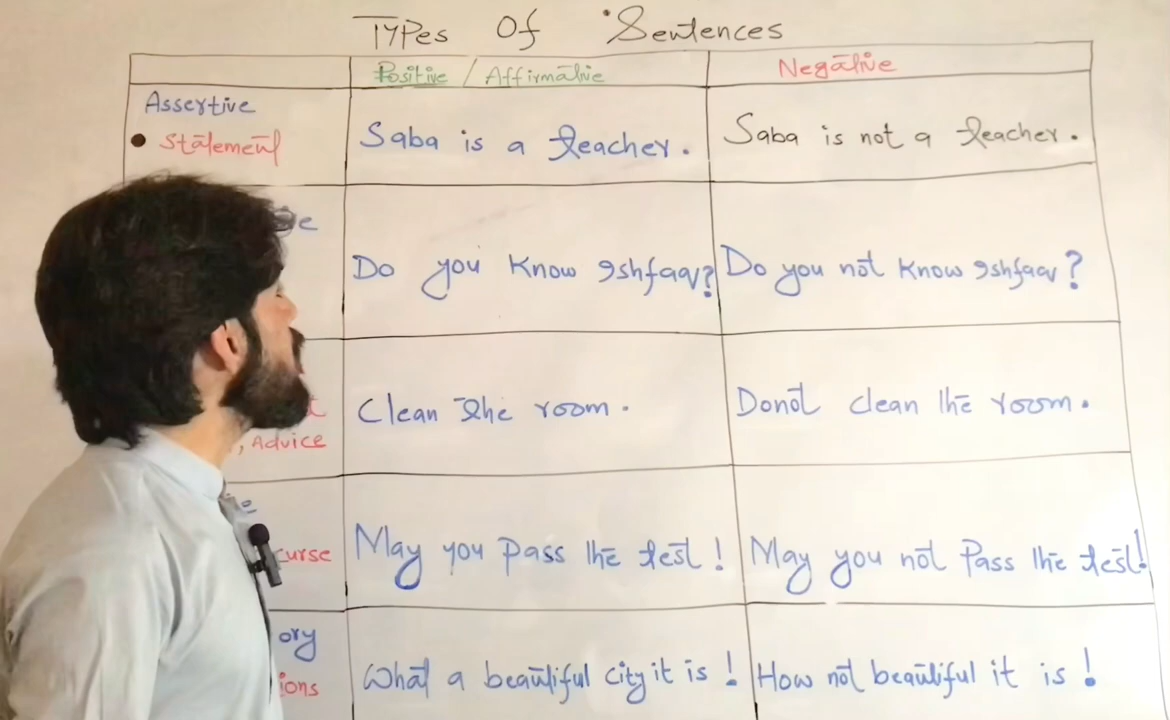 Types Of Sentences
Positive / Affirmative
Negative
Assertive
• Statement
Saba is a teacher.
Saba is not a teacher.
Do you know Ishfaq?
Do you not know Ishfaq?
Clean the room.
Donot clean the room.
, Advice
May you pass the test!
May you not pass the test!
curse
ory
What a beautiful city it is!
How not beautiful it is!
ions